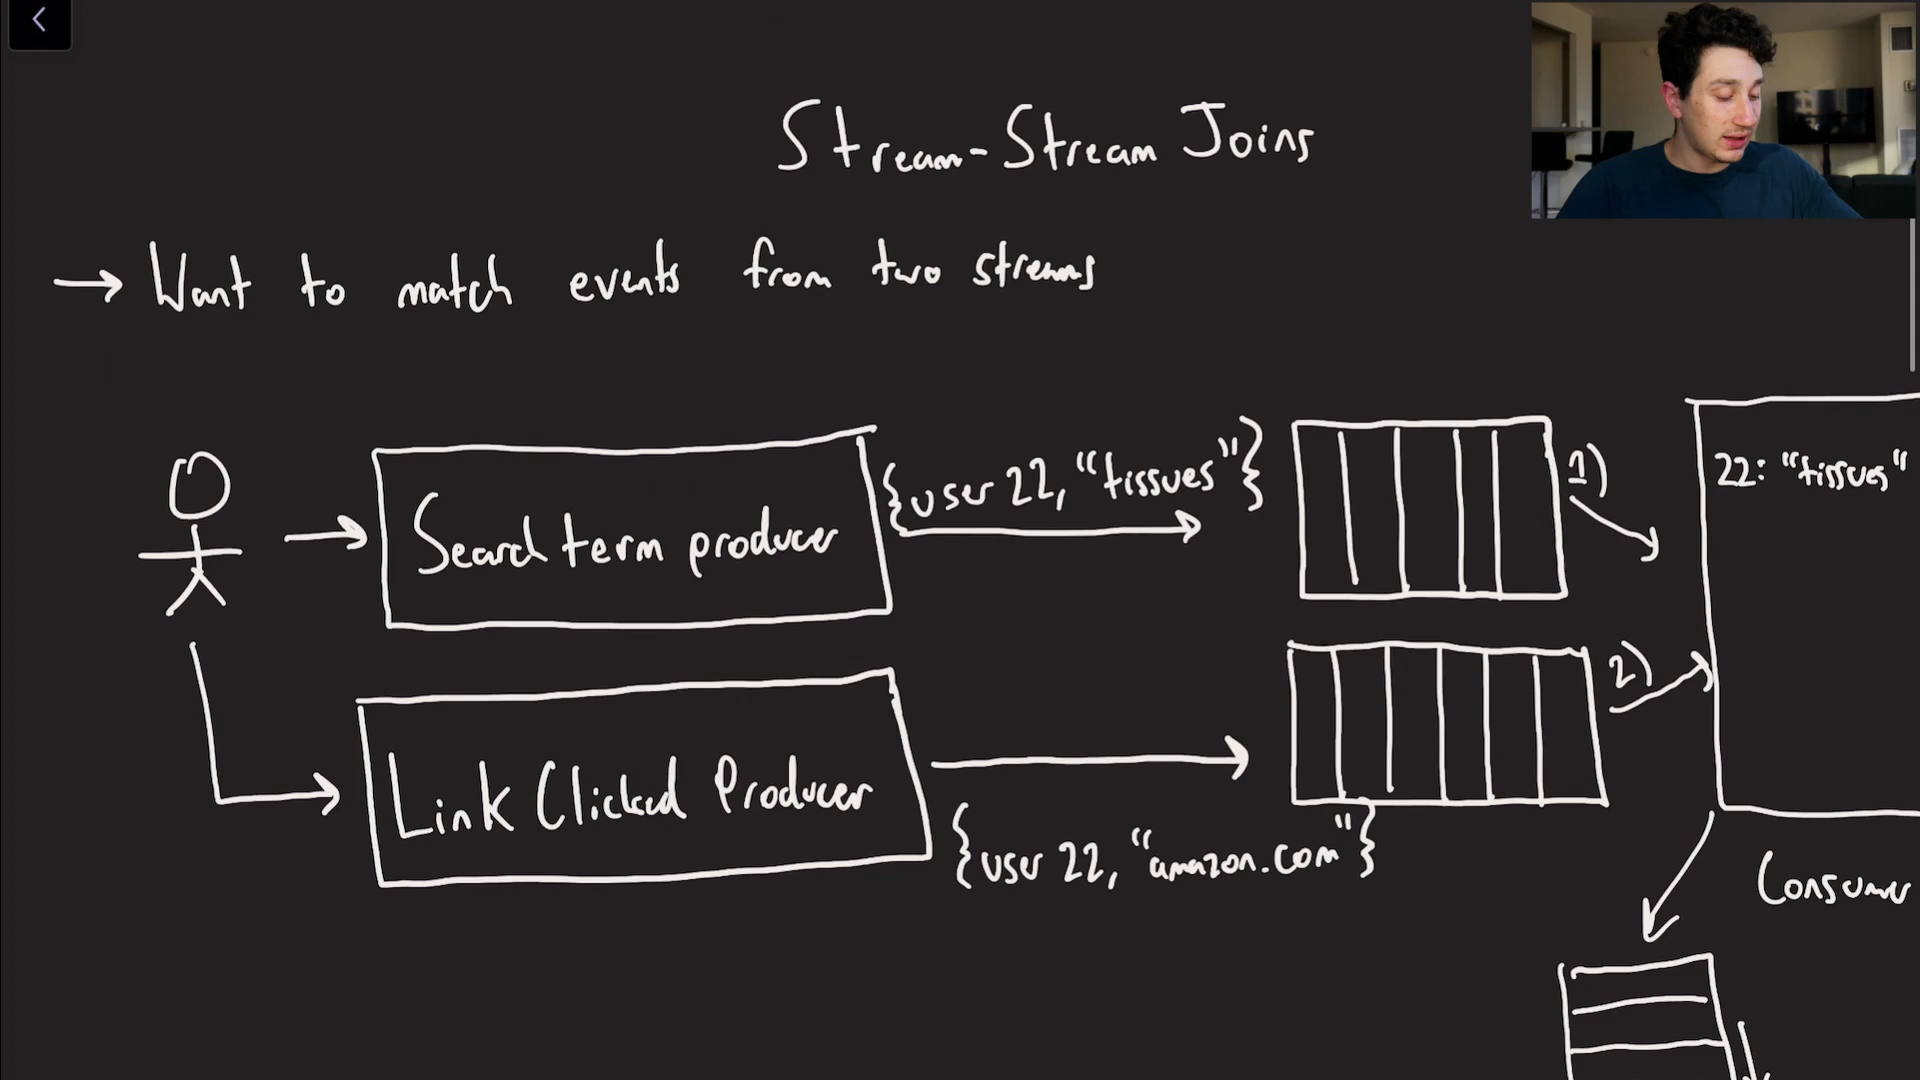 Stream-Stream Joins
→ Want to match events from two streams
Search term producer
{user 22, "tissues"}
1)
22: "tissues"
2)
Link Clicked Producer
{user 22, "amazon.com"}
Consumer